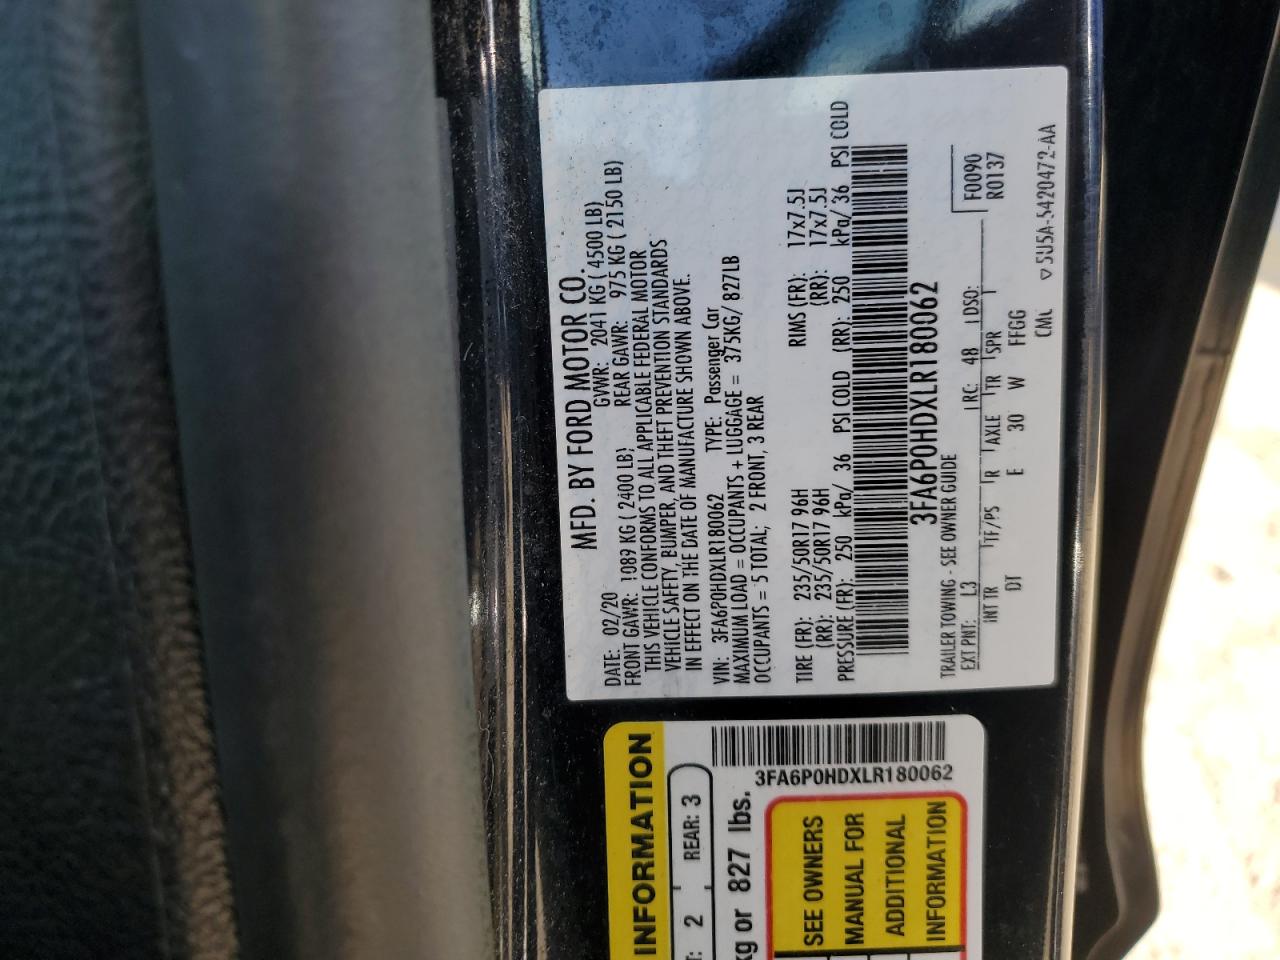 MFD. BY FORD MOTOR CO.
DATE: 02/20 GVWR: 2041 KG ( 4500 LB)
FRONT GAWR: 1089 KG ( 2400 LB) REAR GAWR: 975 KG ( 2150 LB)
THIS VEHICLE CONFORMS TO ALL APPLICABLE FEDERAL MOTOR
VEHICLE SAFETY, BUMPER, AND THEFT PREVENTION STANDARDS
IN EFFECT ON THE DATE OF MANUFACTURE SHOWN ABOVE.
VIN: 3FA6P0HDXLR180062 TYPE: Passenger Car
MAXIMUM LOAD = OCCUPANTS + LUGGAGE = 375KG/ 827LB
OCCUPANTS = 5 TOTAL; 2 FRONT, 3 REAR
TIRE (FR): 235/50R17 96H RIMS (FR): 17x7.5J
(RR): 235/50R17 96H (RR): 17x7.5J
PRESSURE (FR): 250 kPa/ 36 PSI COLD (RR): 250 kPa/ 36 PSI COLD
3FA6P0HDXLR180062
TRAILER TOWING - SEE OWNER GUIDE F0090
EXT PNT: L3 RC: 48 DSO: R0137
INT TR TF/PS R AXLE TR SPR
DT E 30 W FFGG
CML 5U5A-5420472-AA
INFORMATION
2 REAR: 3
kg or 827 lbs.
3FA6P0HDXLR180062
SEE OWNERS
MANUAL FOR
ADDITIONAL
INFORMATION